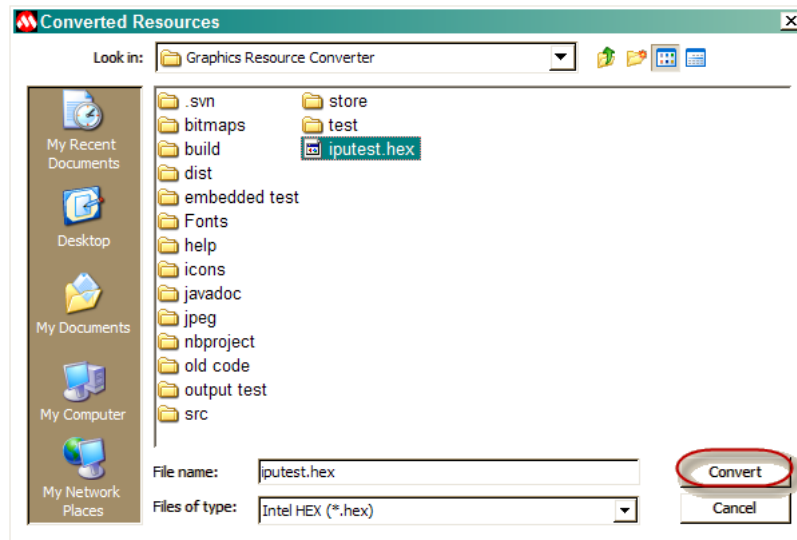 Converted Resources
Look in: Graphics Resource Converter
My Recent
Documents
Desktop
My Documents
My Computer
My Network
Places
.svn
bitmaps
build
dist
embedded test
Fonts
help
icons
javadoc
jpeg
nbproject
old code
output test
src
store
test
iputest.hex
File name: iputest.hex
Convert
Files of type: Intel HEX (*.hex)
Cancel